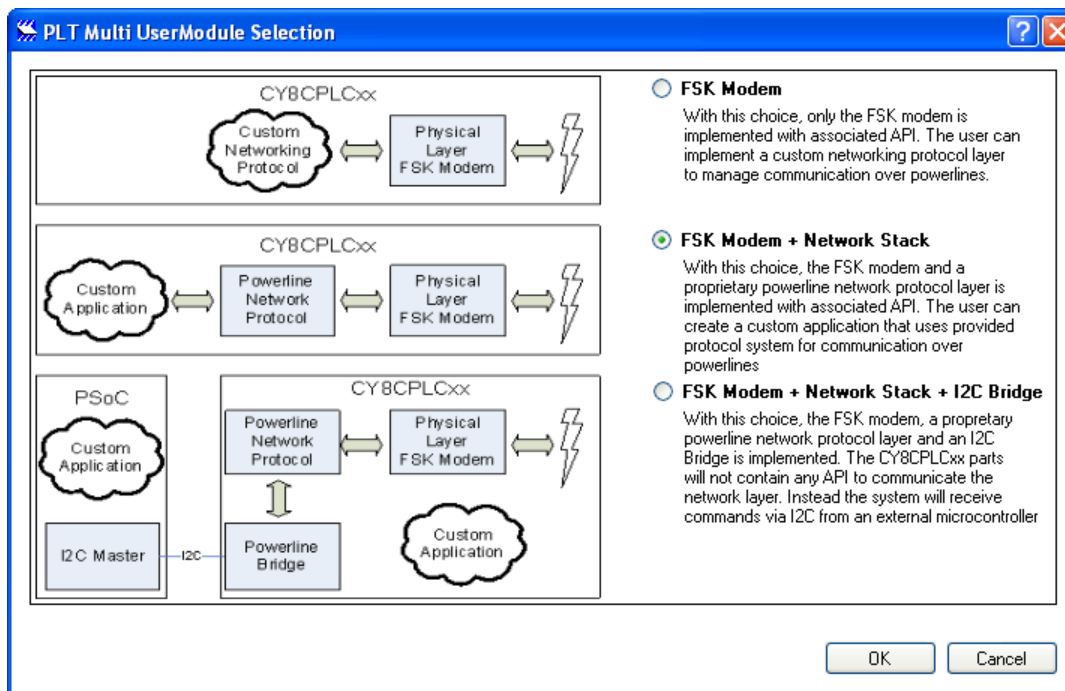 PLT Multi UserModule Selection
?
CY8CPLCxx
Custom
Networking
Protocol
Physical
Layer
FSK Modem
FSK Modem
With this choice, only the FSK modem is
implemented with associated API. The user can
implement a custom networking protocol layer
to manage communication over powerlines.
CY8CPLCxx
Custom
Application
Powerline
Network
Protocol
Physical
Layer
FSK Modem
FSK Modem + Network Stack
With this choice, the FSK modem and a
proprietary powerline network protocol layer is
implemented with associated API. The user can
create a custom application that uses provided
protocol system for communication over
powerlines
PSoC
Custom
Application
I2C Master
I2C
CY8CPLCxx
Powerline
Network
Protocol
Physical
Layer
FSK Modem
Powerline
Bridge
Custom
Application
FSK Modem + Network Stack + I2C Bridge
With this choice, the FSK modem, a propretary
powerline network protocol layer and an I2C
Bridge is implemented. The CY8CPLCxx parts
will not contain any API to communicate the
network layer. Instead the system will receive
commands via I2C from an external microcontroller
OK
Cancel